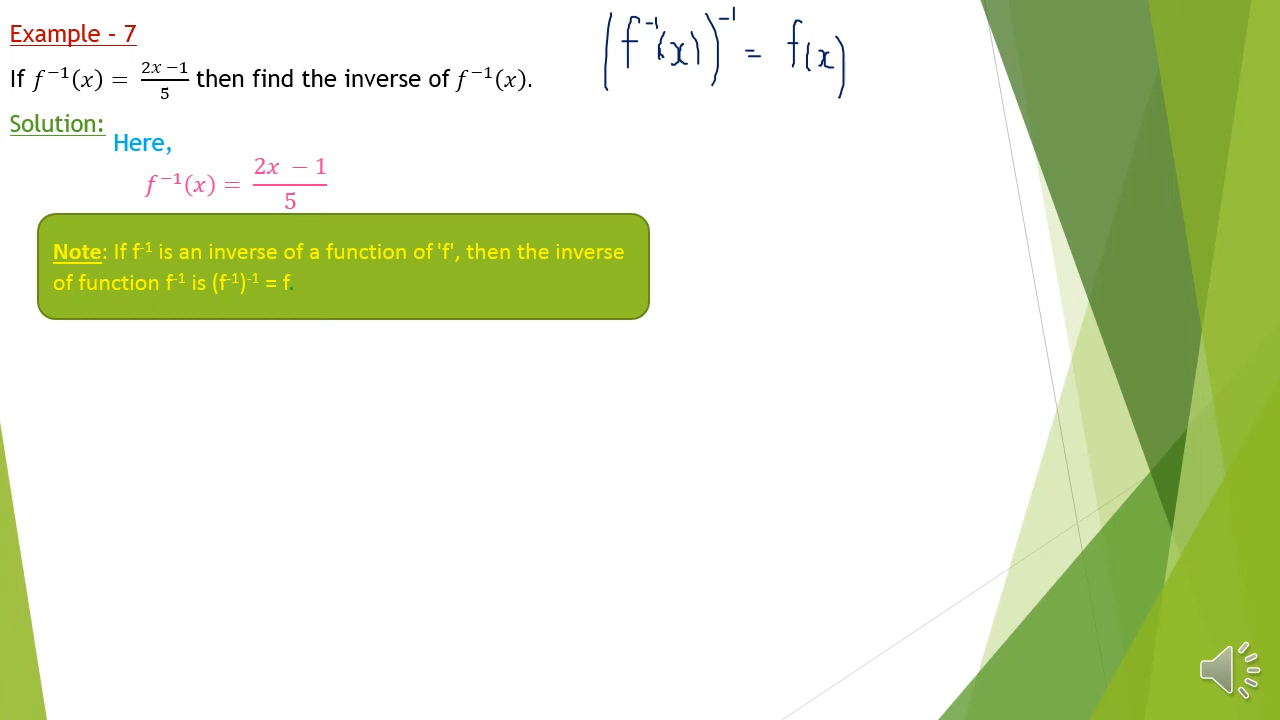 Example - 7
(f⁻¹(x))⁻¹ = f(x)
If f⁻¹(x) = (2x −1)/5 then find the inverse of f⁻¹(x).
Solution:
Here,
f⁻¹(x) = (2x − 1)/5
Note: If f⁻¹ is an inverse of a function of 'f', then the inverse
of function f⁻¹ is (f⁻¹)⁻¹ = f.